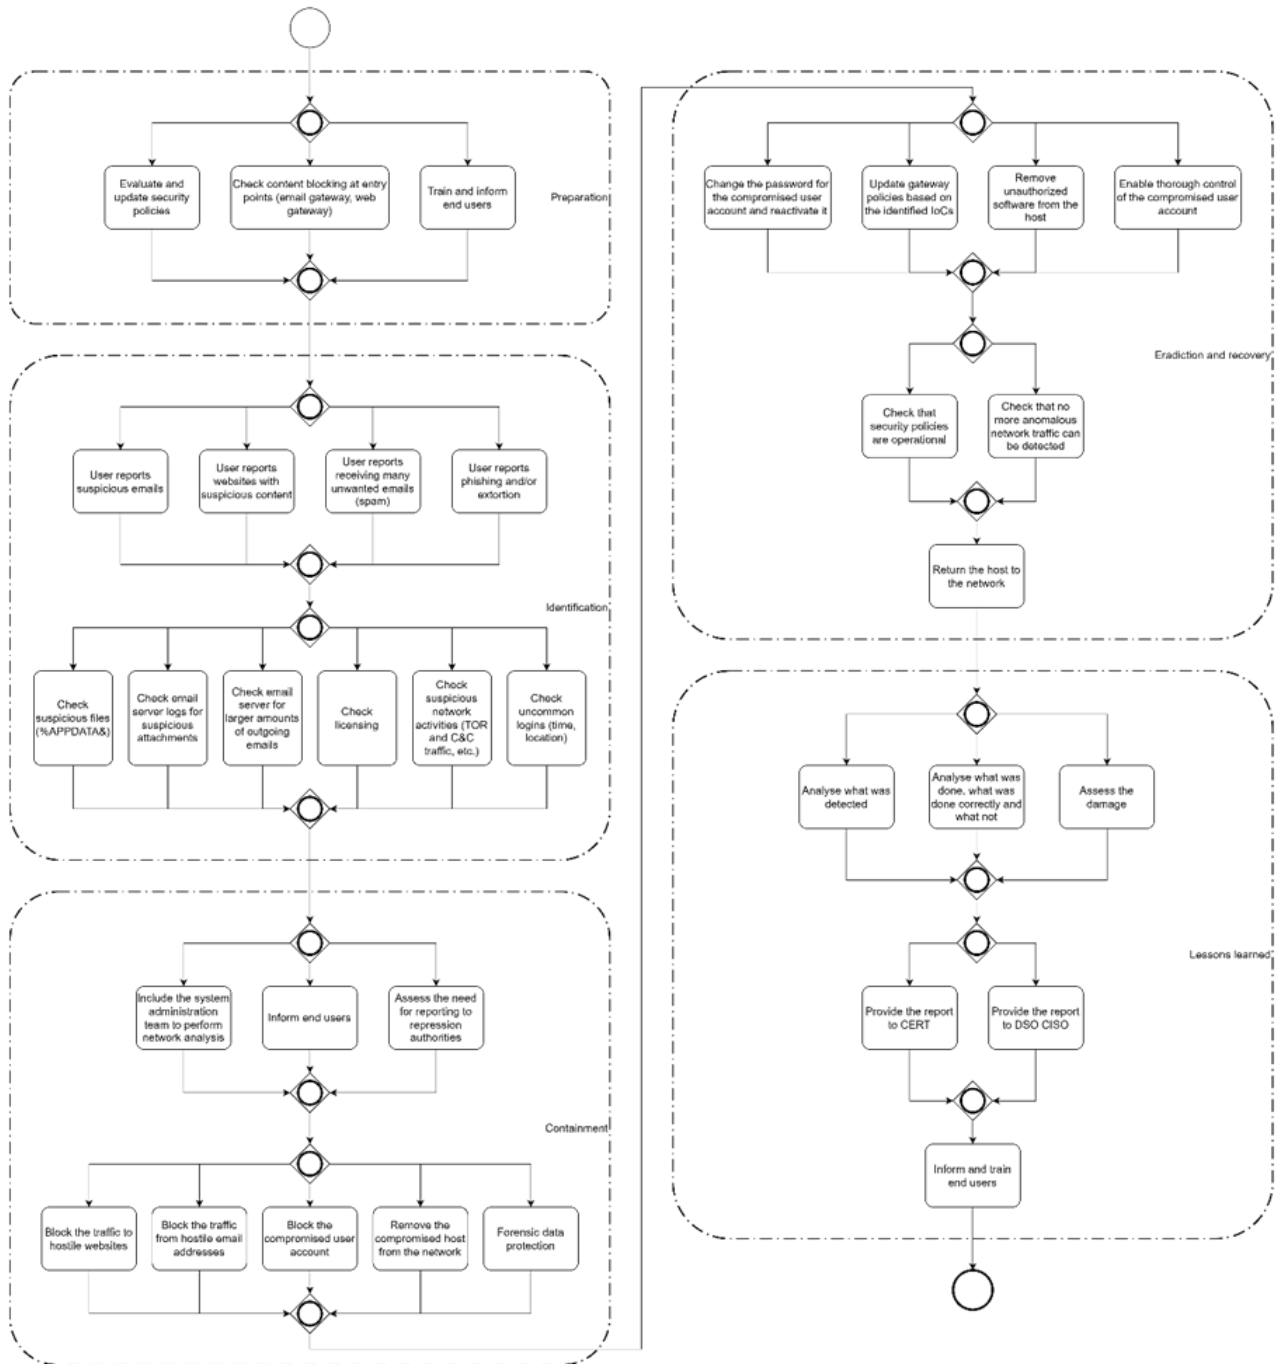 Evaluate and
update security
policies
Check content blocking at entry
points (email gateway, web
gateway)
Train and inform
end users
Preparation
User reports
suspicious emails
User reports
websites with
suspicious content
User reports
receiving many
unwanted emails
(spam)
User reports
phishing and/or
extortion
Identification
Check
suspicious files
(%APPDATA&)
Check email
server logs for
suspicious
attachments
Check email
server for
larger amounts
of outgoing
emails
Check
licensing
Check
suspicious
network
activities (TOR
and C&C
traffic, etc.)
Check
uncommon
logins (time,
location)
Include the system
administration
team to perform
network analysis
Inform end users
Assess the need
for reporting to
repression
authorities
Containment
Block the traffic to
hostile websites
Block the traffic
from hostile email
addresses
Block the
compromised user
account
Remove the
compromised host
from the network
Forensic data
protection
Change the password for
the compromised user
account and reactivate it
Update gateway
policies based on
the identified IoCs
Remove
unauthorized
software from the
host
Enable thorough control
of the compromised user
account
Eradiction and recovery
Check that
security policies
are operational
Check that no
more anomalous
network traffic can
be detected
Return the host to
the network
Analyse what was
detected
Analyse what was
done, what was
done correctly and
what not
Assess the
damage
Lessons learned
Provide the report
to CERT
Provide the report
to DSO CISO
Inform and train
end users